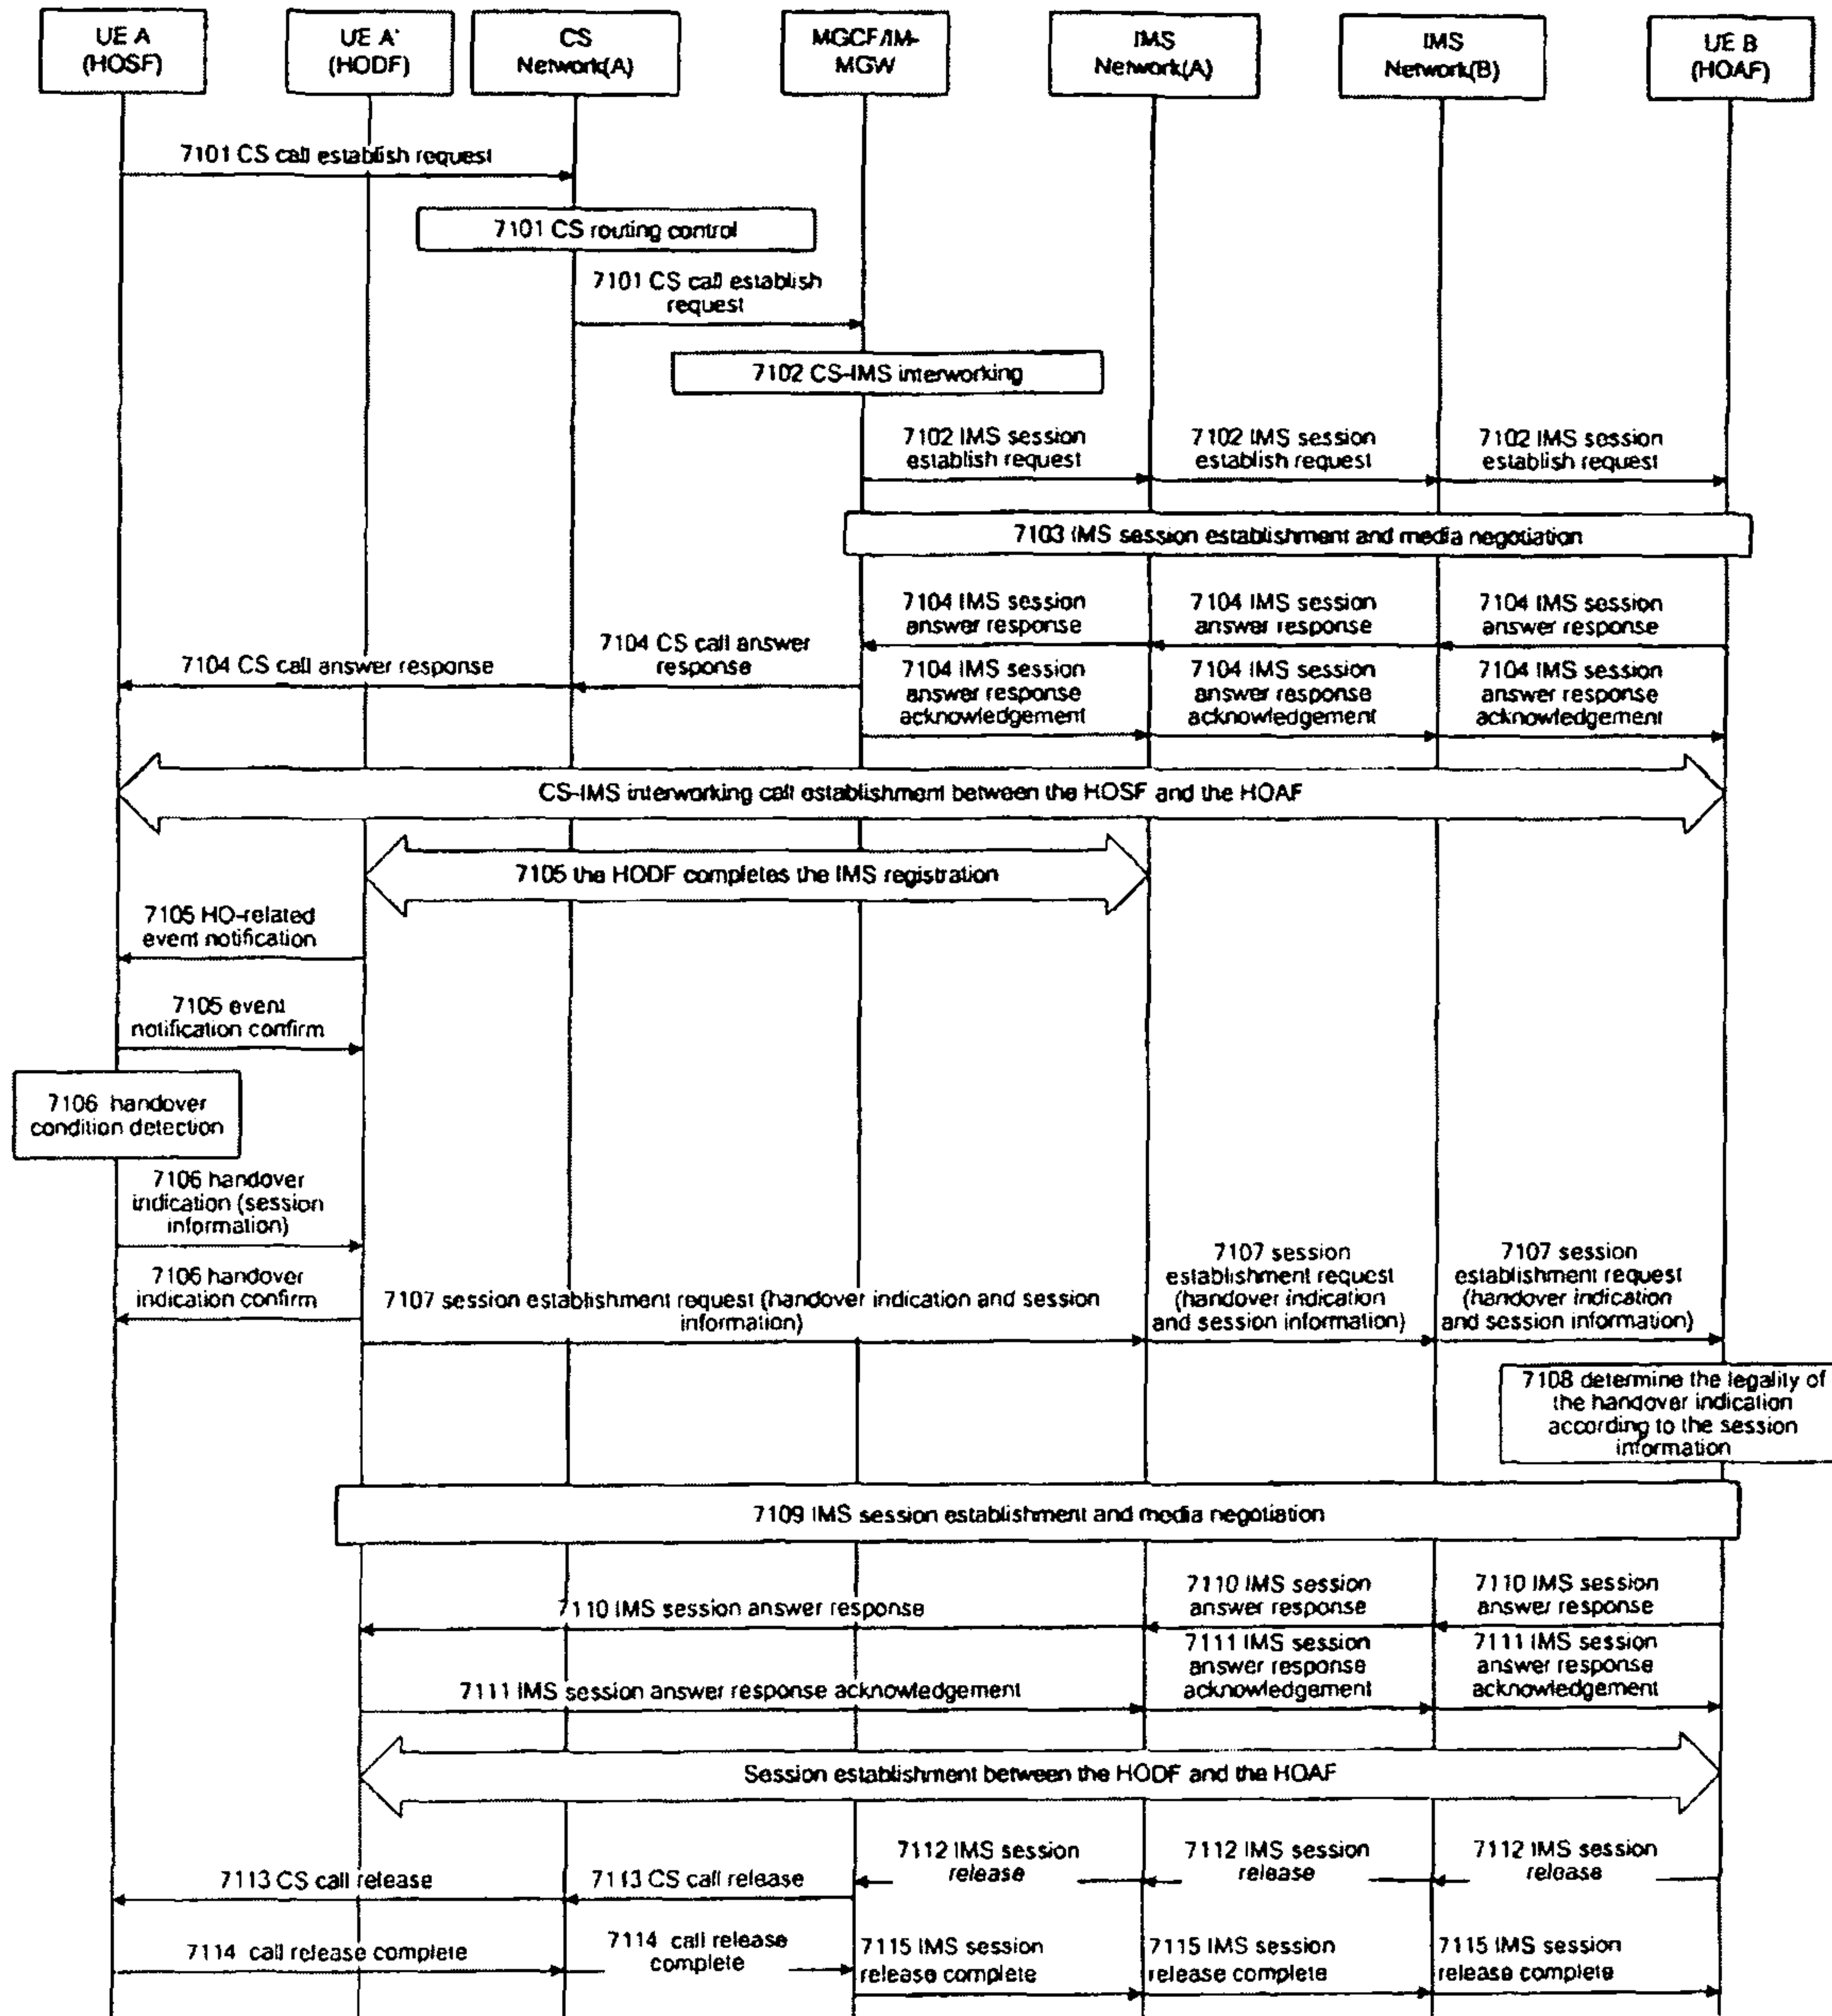 UE A
(HOSF)
UE A'
(HODF)
CS
Network(A)
MGCF/IM-
MGW
IMS
Network(A)
IMS
Network(B)
UE B
(HOAF)
7101 CS call establish request
7101 CS routing control
7101 CS call establish
request
7102 CS-IMS interworking
7102 IMS session
establish request
7102 IMS session
establish request
7102 IMS session
establish request
7103 IMS session establishment and media negotiation
7104 IMS session
answer response
7104 IMS session
answer response
7104 IMS session
answer response
7104 CS call answer
response
7104 CS call answer response
7104 IMS session
answer response
acknowledgement
7104 IMS session
answer response
acknowledgement
7104 IMS session
answer response
acknowledgement
CS-IMS interworking call establishment between the HOSF and the HOAF
7105 the HODF completes the IMS registration
7105 HO-related
event notification
7105 event
notification confirm
7106 handover
condition detection
7106 handover
indication (session
information)
7106 handover
indication confirm
7107 session establishment request (handover indication and session
information)
7107 session
establishment request
(handover indication
and session information)
7107 session
establishment request
(handover indication
and session information)
7108 determine the legality of
the handover indication
according to the session
information
7109 IMS session establishment and media negotiation
7110 IMS session answer response
7110 IMS session
answer response
7110 IMS session
answer response
7111 IMS session answer response acknowledgement
7111 IMS session
answer response
acknowledgement
7111 IMS session
answer response
acknowledgement
Session establishment between the HODF and the HOAF
7112 IMS session
release
7112 IMS session
release
7112 IMS session
release
7113 CS call release
7113 CS call release
7114 call release complete
7114 call release
complete
7115 IMS session
release complete
7115 IMS session
release complete
7115 IMS session
release complete